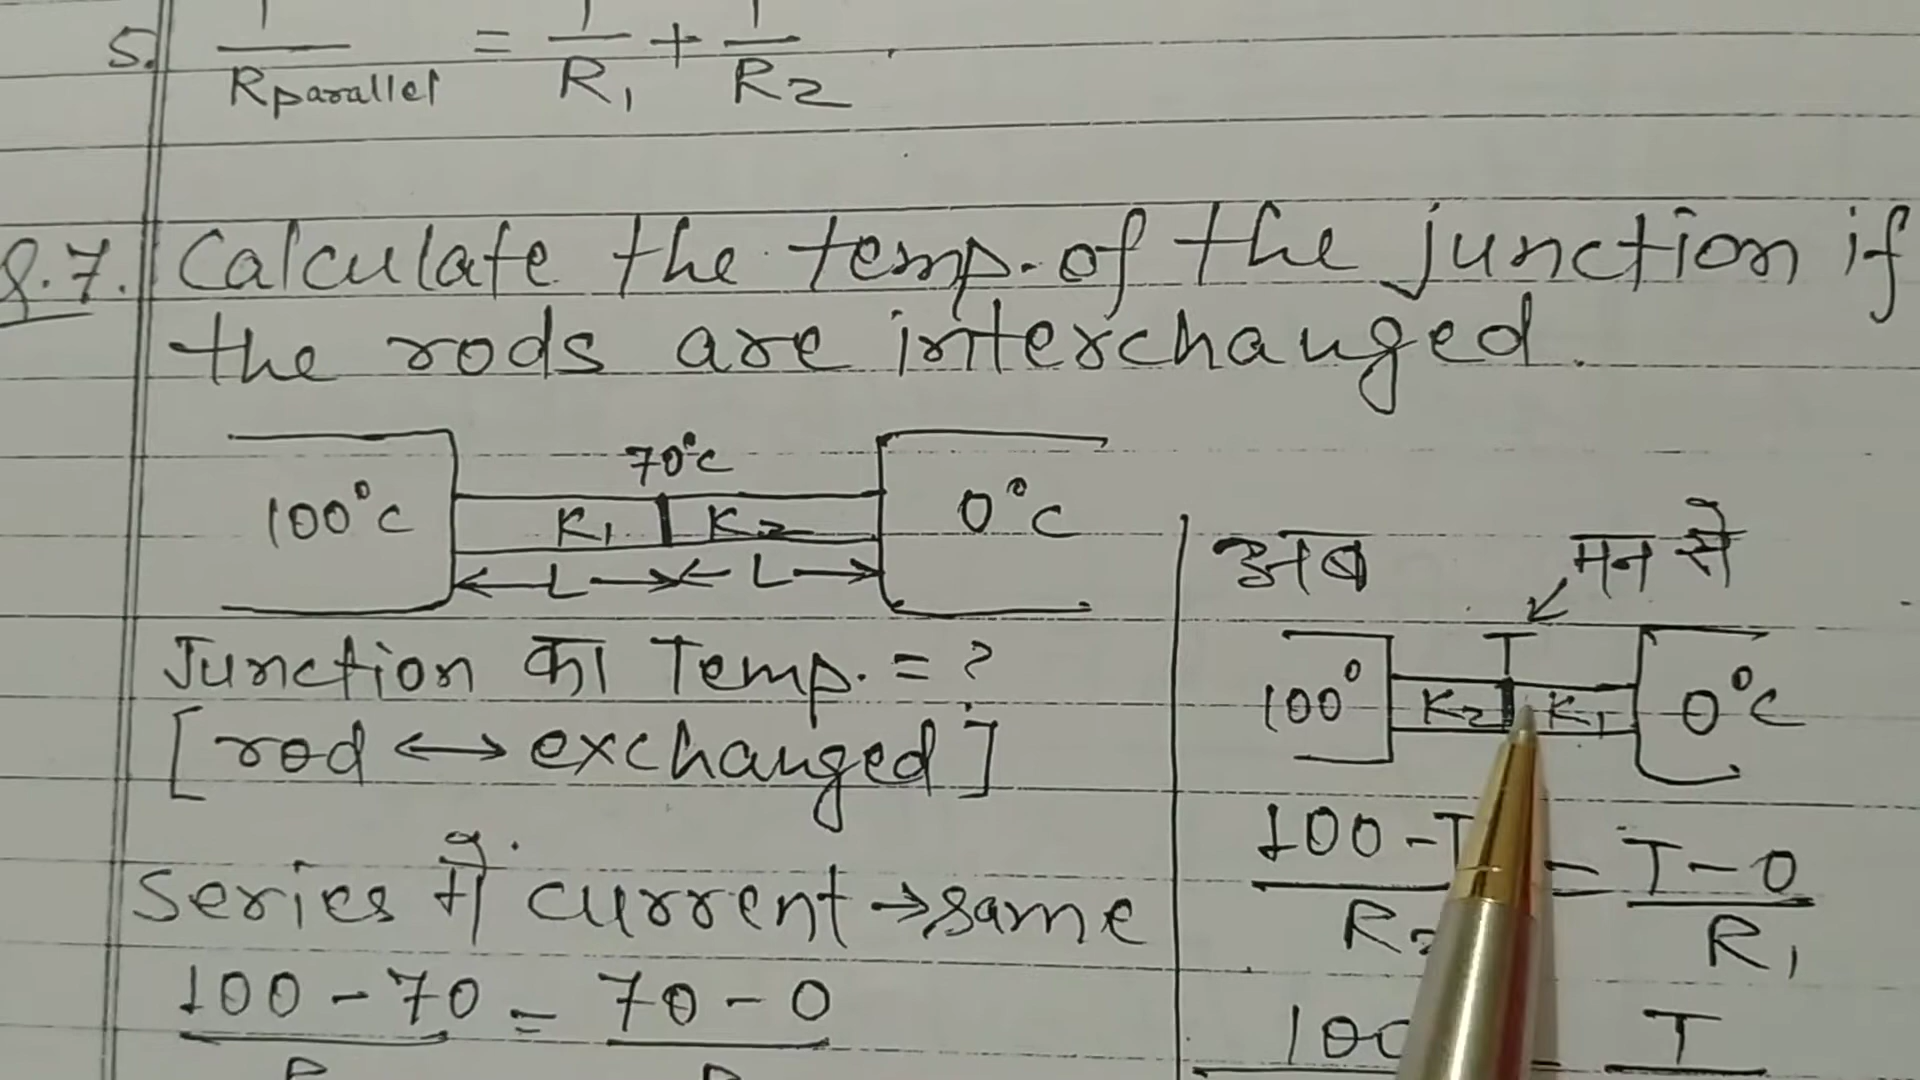 5. 1/Rparallel = 1/R1 + 1/R2
Q.7. Calculate the temp. of the junction if
the rods are interchanged.
70°C
100°C K1 K2 0°C
L L
Junction का Temp. = ?
[rod ↔ exchanged]
Series में current → same
100 - 70 = 70 - 0
अब मन से
T
100° K2 K1 0°C
100 - T / R2 = T - 0 / R1
T